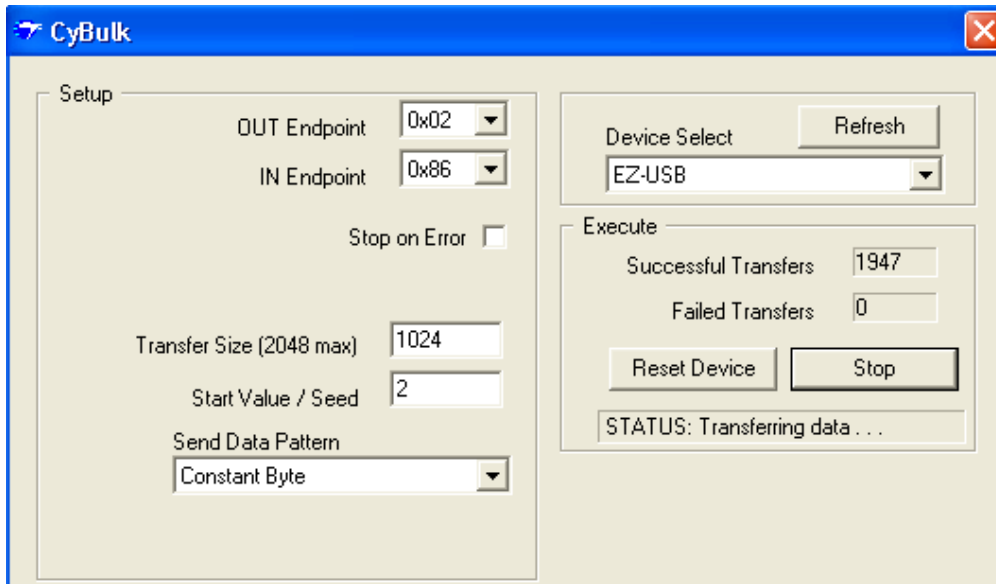 CyBulk
Setup
OUT Endpoint 0x02
IN Endpoint 0x86
Stop on Error
Transfer Size (2048 max) 1024
Start Value / Seed 2
Send Data Pattern
Constant Byte
Device Select Refresh
EZ-USB
Execute
Successful Transfers 1947
Failed Transfers 0
Reset Device Stop
STATUS: Transferring data . . .